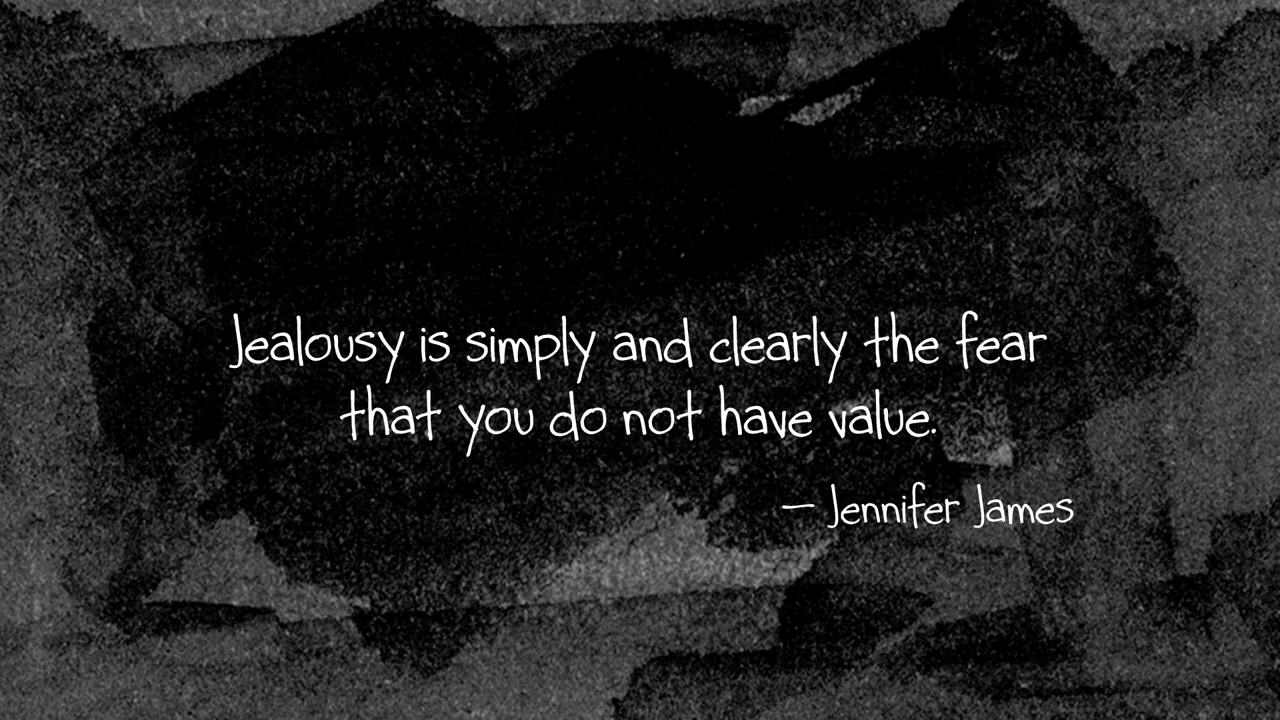 Jealousy is simply and clearly the fear
that you do not have value.
— Jennifer James